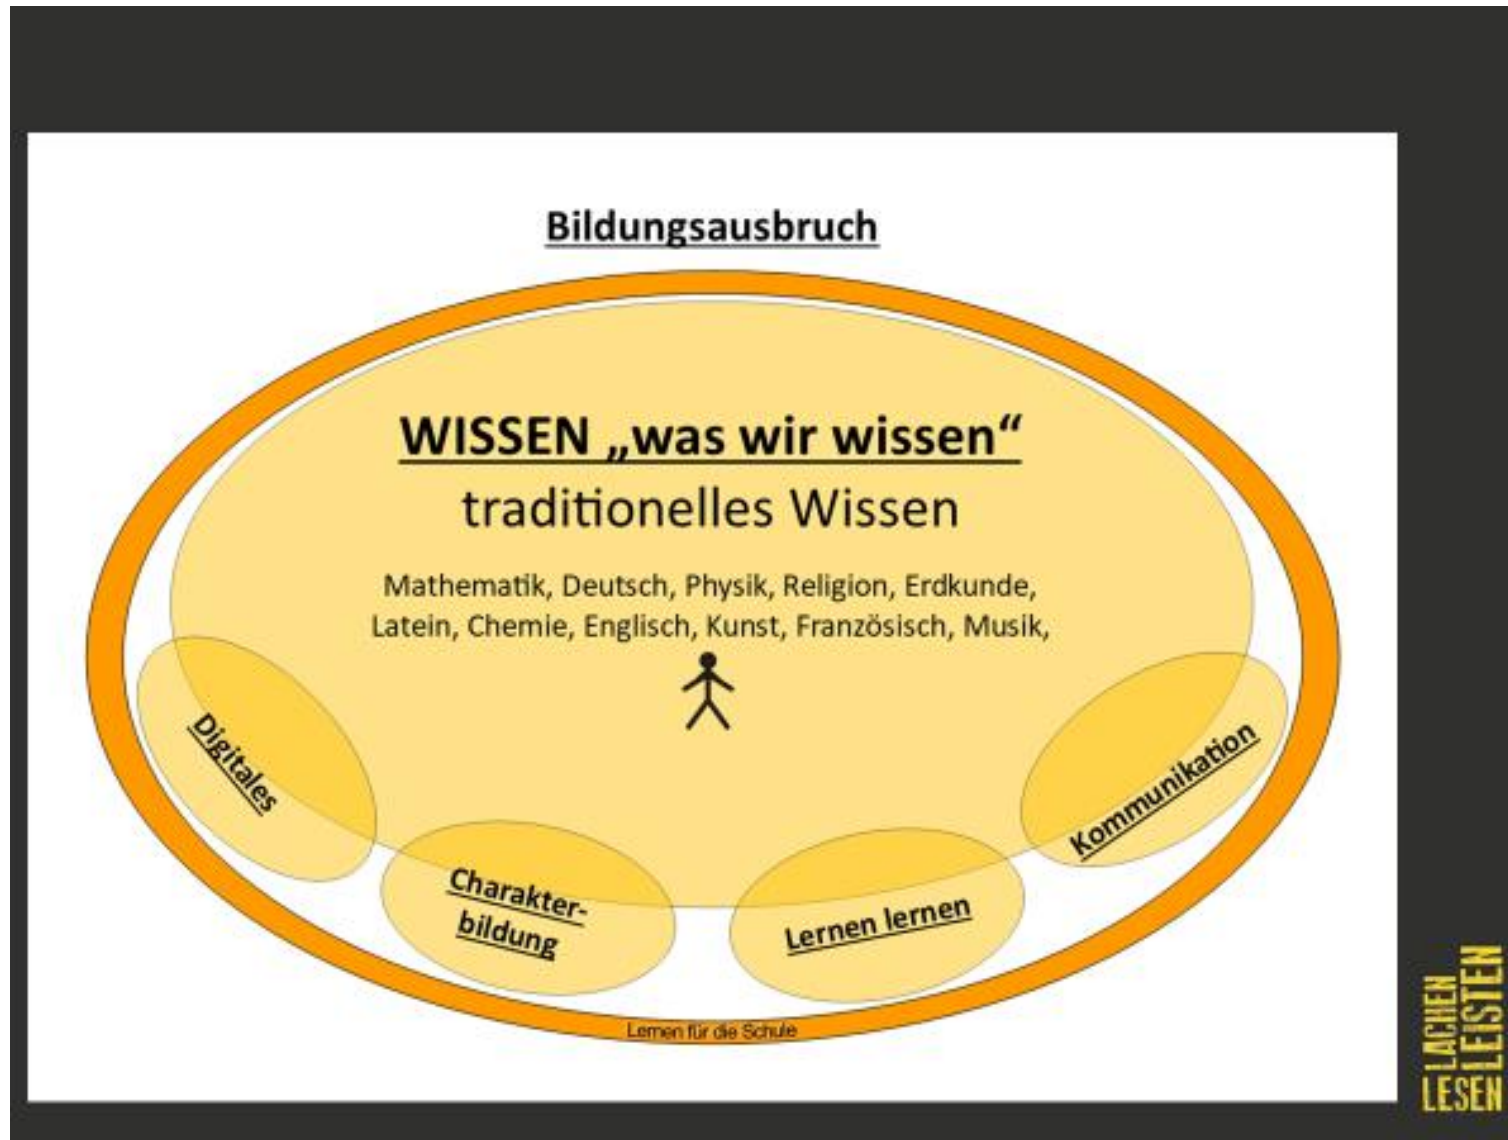 Bildungsausbruch
WISSEN „was wir wissen“
traditionelles Wissen
Mathematik, Deutsch, Physik, Religion, Erdkunde,
Latein, Chemie, Englisch, Kunst, Französisch, Musik,
Digitales
Charakter-
bildung
Lernen lernen
Kommunikation
Lernen für die Schule
LACHEN
LEISTEN
LESEN